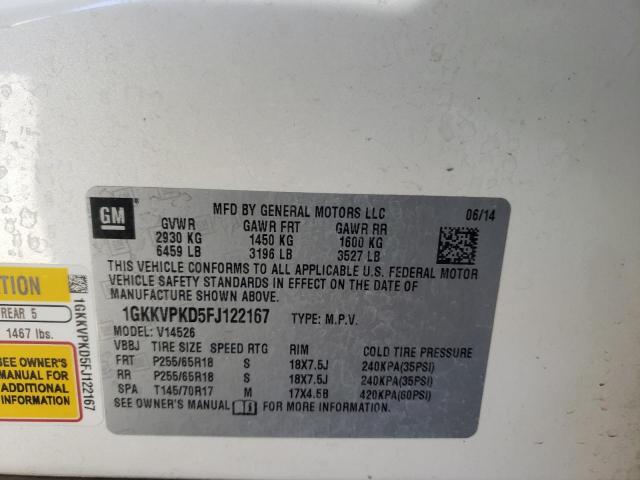 GM
MFD BY GENERAL MOTORS LLC 06/14
GVWR GAWR FRT GAWR RR
2930 KG 1450 KG 1600 KG
6459 LB 3196 LB 3527 LB
THIS VEHICLE CONFORMS TO ALL APPLICABLE U.S. FEDERAL MOTOR
VEHICLE SAFETY STANDARDS IN EFFECT ON THE DATE OF
MANUFACTURE SHOWN ABOVE.
1GKKVPKD5FJ122167 TYPE: M.P.V.
MODEL: V14526
VBBJ TIRE SIZE SPEED RTG RIM COLD TIRE PRESSURE
FRT P255/65R18 S 18X7.5J 240KPA(35PSI)
RR P255/65R18 S 18X7.5J 240KPA(35PSI)
SPA T145/70R17 M 17X4.5B 420KPA(60PSI)
SEE OWNER'S MANUAL FOR MORE INFORMATION.
TION
REAR 5
1467 lbs.
SEE OWNER'S
MANUAL FOR
ADDITIONAL
INFORMATION
1GKKVPKD5FJ122167